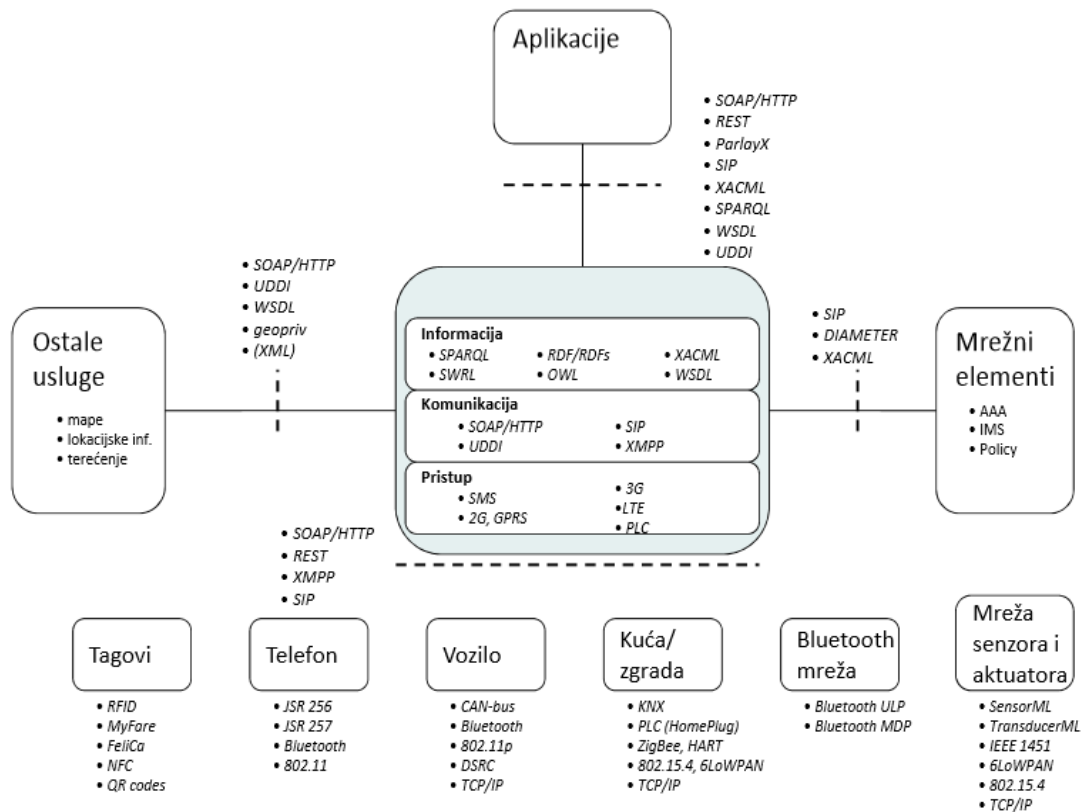 Aplikacije
• SOAP/HTTP
• REST
• ParlayX
• SIP
• XACML
• SPARQL
• WSDL
• UDDI
• SOAP/HTTP
• UDDI
• WSDL
• geopriv
• (XML)
Ostale
usluge
• mape
• lokacijske inf.
• terećenje
Informacija
• SPARQL
• RDF/RDFs
• XACML
• SWRL
• OWL
• WSDL
Komunikacija
• SOAP/HTTP
• SIP
• UDDI
• XMPP
Pristup
• SMS
• 3G
• 2G, GPRS
•LTE
• PLC
• SIP
• DIAMETER
• XACML
Mrežni
elementi
• AAA
• IMS
• Policy
• SOAP/HTTP
• REST
• XMPP
• SIP
Tagovi
• RFID
• MyFare
• FeliCa
• NFC
• QR codes
Telefon
• JSR 256
• JSR 257
• Bluetooth
• 802.11
Vozilo
• CAN-bus
• Bluetooth
• 802.11p
• DSRC
• TCP/IP
Kuća/
zgrada
• KNX
• PLC (HomePlug)
• ZigBee, HART
• 802.15.4, 6LoWPAN
• TCP/IP
Bluetooth
mreža
• Bluetooth ULP
• Bluetooth MDP
Mreža
senzora i
aktuatora
• SensorML
• TransducerML
• IEEE 1451
• 6LoWPAN
• 802.15.4
• TCP/IP